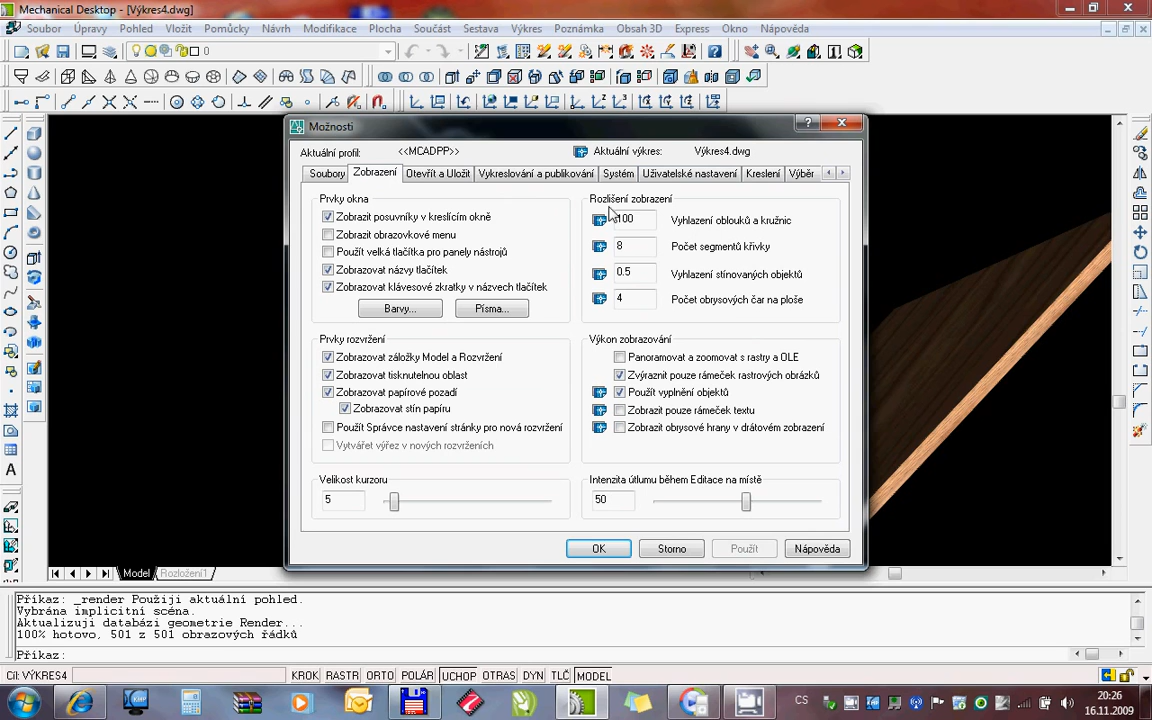 Mechanical Desktop - [Výkres4.dwg]
Soubor Úpravy Pohled Vložit Pomůcky Návrh Modifikace Plocha Součást Sestava Výkres Poznámka Obsah 3D Express Okno Nápověda
0
Možnosti
Aktuální profil: <<MCADPP>> Aktuální výkres: Výkres4.dwg
Soubory Zobrazení Otevřít a Uložit Vykreslování a publikování Systém Uživatelské nastavení Kreslení Výběr
Prvky okna
Zobrazit posuvníky v kreslícím okně
Zobrazit obrazovkové menu
Použít velká tlačítka pro panely nástrojů
Zobrazovat názvy tlačítek
Zobrazovat klávesové zkratky v názvech tlačítek
Barvy... Písma...
Rozlišení zobrazení
100 Vyhlazení oblouků a kružnic
8 Počet segmentů křivky
0.5 Vyhlazení stínovaných objektů
4 Počet obrysových čar na ploše
Prvky rozvržení
Zobrazovat záložky Model a Rozvržení
Zobrazovat tisknutelnou oblast
Zobrazovat papírové pozadí
Zobrazovat stín papíru
Použít Správce nastavení stránky pro nová rozvržení
Vytvářet výřez v nových rozvrženích
Výkon zobrazování
Panoramovat a zoomovat s rastry a OLE
Zvýraznit pouze rámeček rastrových obrázků
Použít vyplnění objektů
Zobrazit pouze rámeček textu
Zobrazit obrysové hrany v drátovém zobrazení
Velikost kurzoru
5
Intenzita útlumu během Editace na místě
50
OK Storno Použít Nápověda
Model Rozložení1
Příkaz: _render Použiji aktuální pohled.
Vybrána implicitní scéna.
Aktualizuji databázi geometrie Render...
100% hotovo, 501 z 501 obrazových řádků
Příkaz:
Cíl: VÝKRES4 KROK RASTR ORTO POLÁR UCHOP OTRAS DYN TLČ MODEL
CS 20:26
16.11.2009